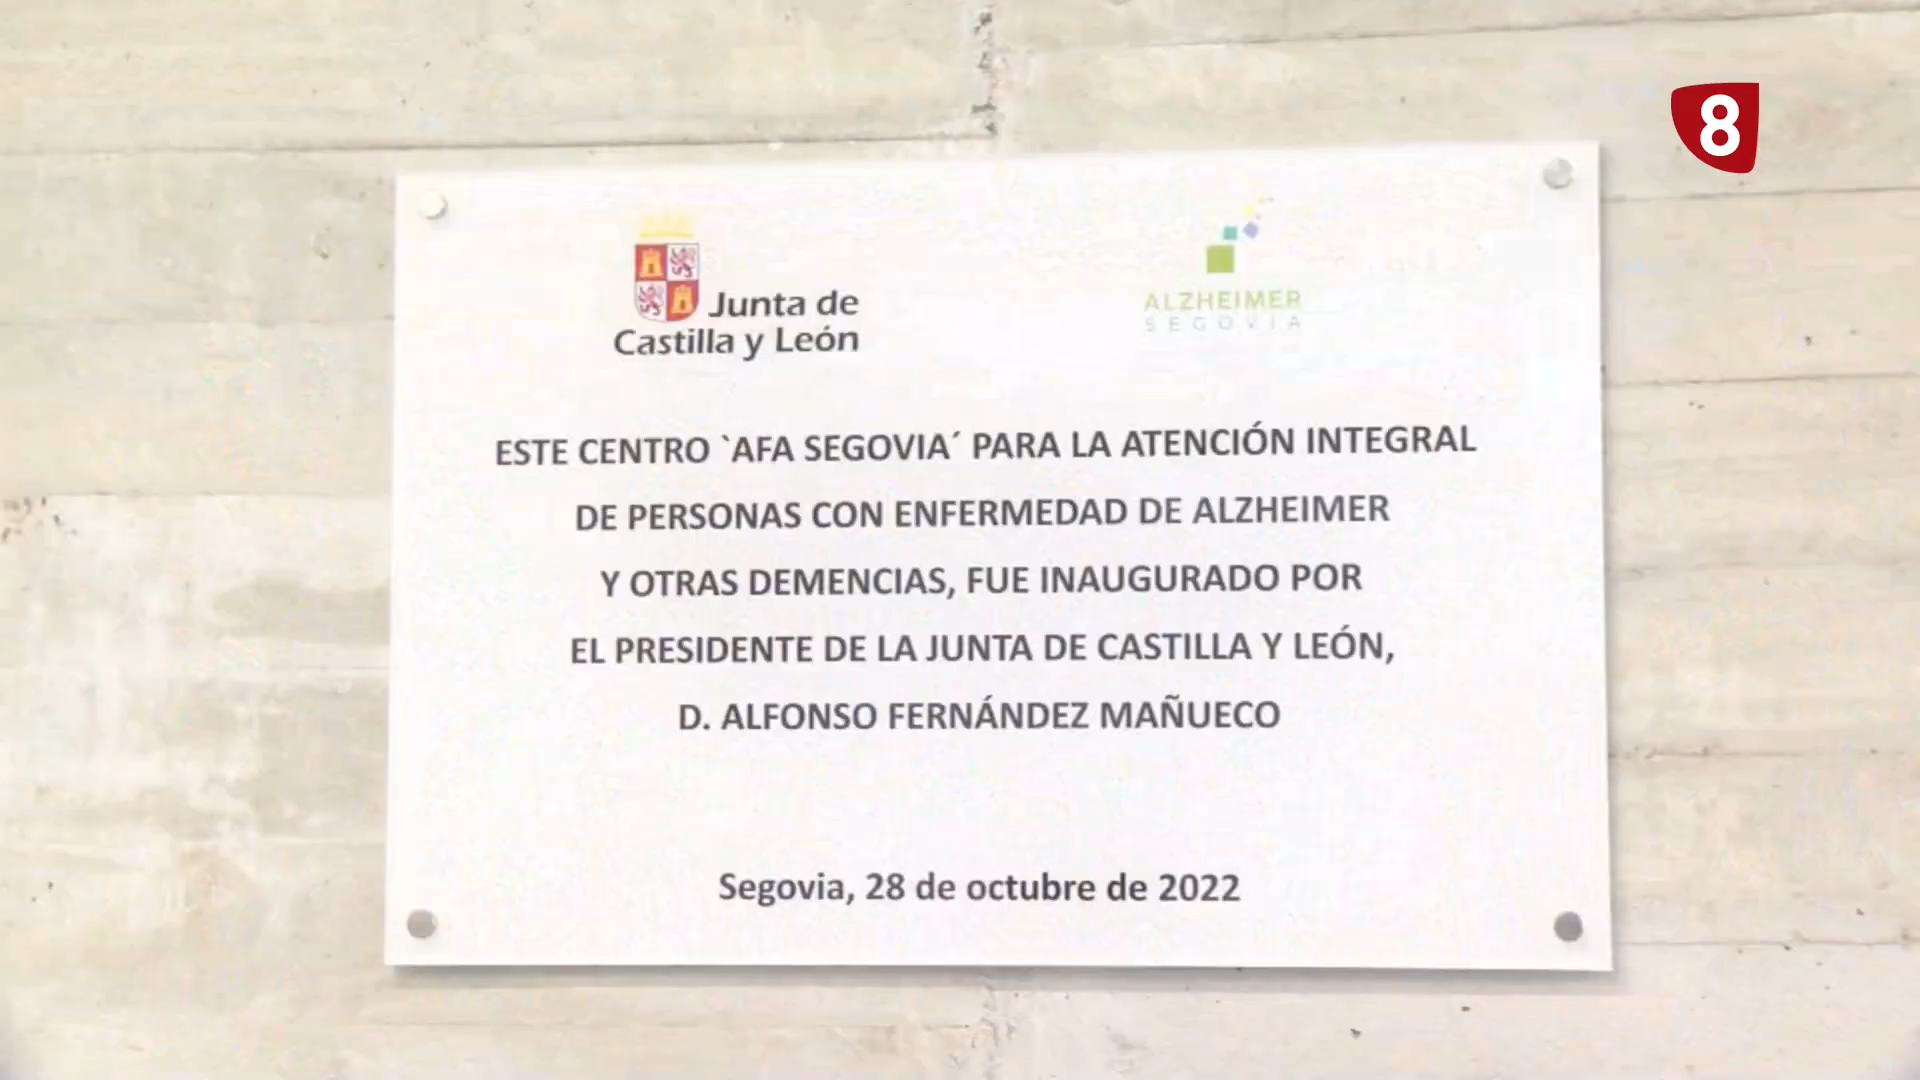 8
Junta de
Castilla y León
ALZHEIMER
SEGOVIA
ESTE CENTRO `AFA SEGOVIA´ PARA LA ATENCIÓN INTEGRAL
DE PERSONAS CON ENFERMEDAD DE ALZHEIMER
Y OTRAS DEMENCIAS, FUE INAUGURADO POR
EL PRESIDENTE DE LA JUNTA DE CASTILLA Y LEÓN,
D. ALFONSO FERNÁNDEZ MAÑUECO
Segovia, 28 de octubre de 2022